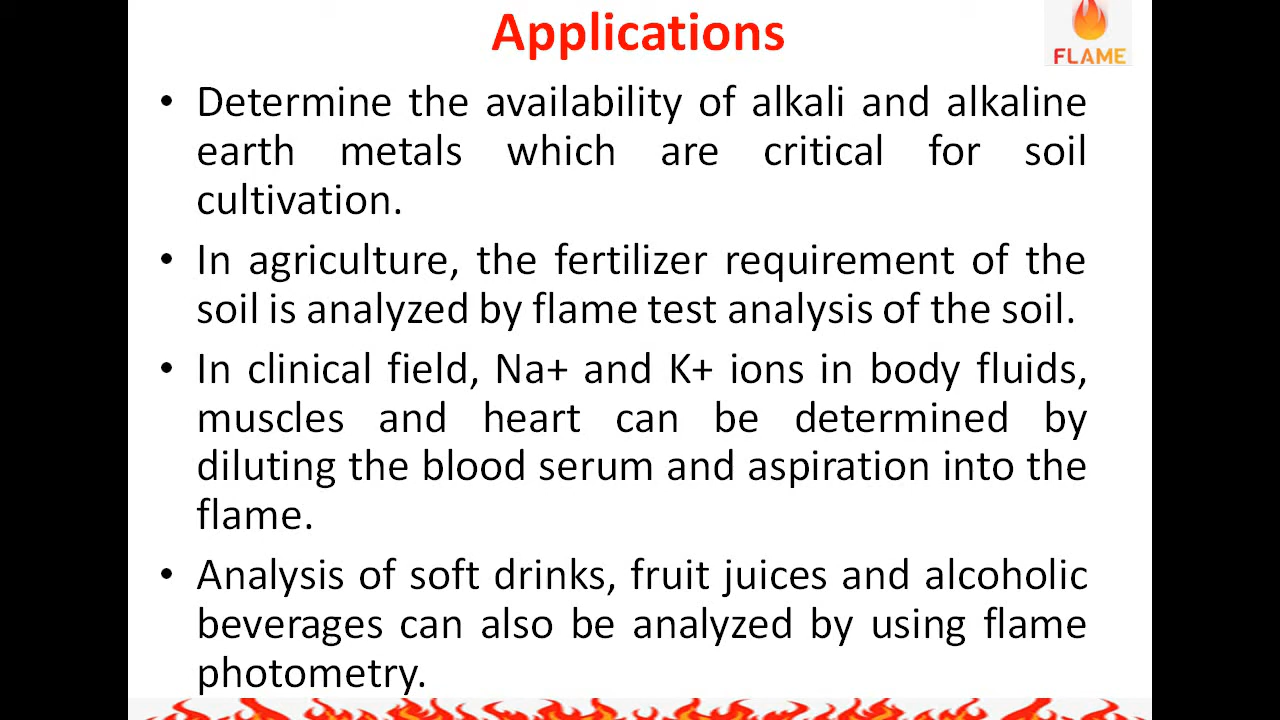 Applications
FLAME
• Determine the availability of alkali and alkaline
earth metals which are critical for soil
cultivation.
• In agriculture, the fertilizer requirement of the
soil is analyzed by flame test analysis of the soil.
• In clinical field, Na+ and K+ ions in body fluids,
muscles and heart can be determined by
diluting the blood serum and aspiration into the
flame.
• Analysis of soft drinks, fruit juices and alcoholic
beverages can also be analyzed by using flame
photometry.